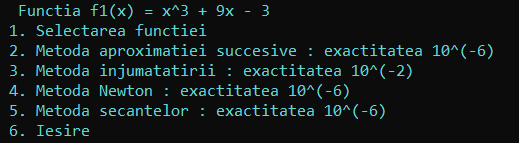 Functia f1(x) = x^3 + 9x - 3
1. Selectarea functiei
2. Metoda aproximatiei succesive : exactitatea 10^(-6)
3. Metoda injumatatirii : exactitatea 10^(-2)
4. Metoda Newton : exactitatea 10^(-6)
5. Metoda secantelor : exactitatea 10^(-6)
6. Iesire